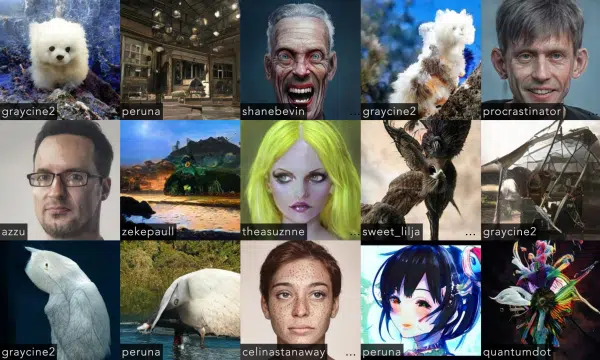 graycine2
peruna
shanebevin ...
graycine2
procrastinator ...
azzu
zekepaull
theasuznne ...
sweet_lilja ...
graycine2
graycine2
peruna
celinastanaway ...
peruna
quantumdot